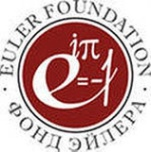 · EULER FOUNDATION ·
e^iπ=-1
ФОНД ЭЙЛЕРА